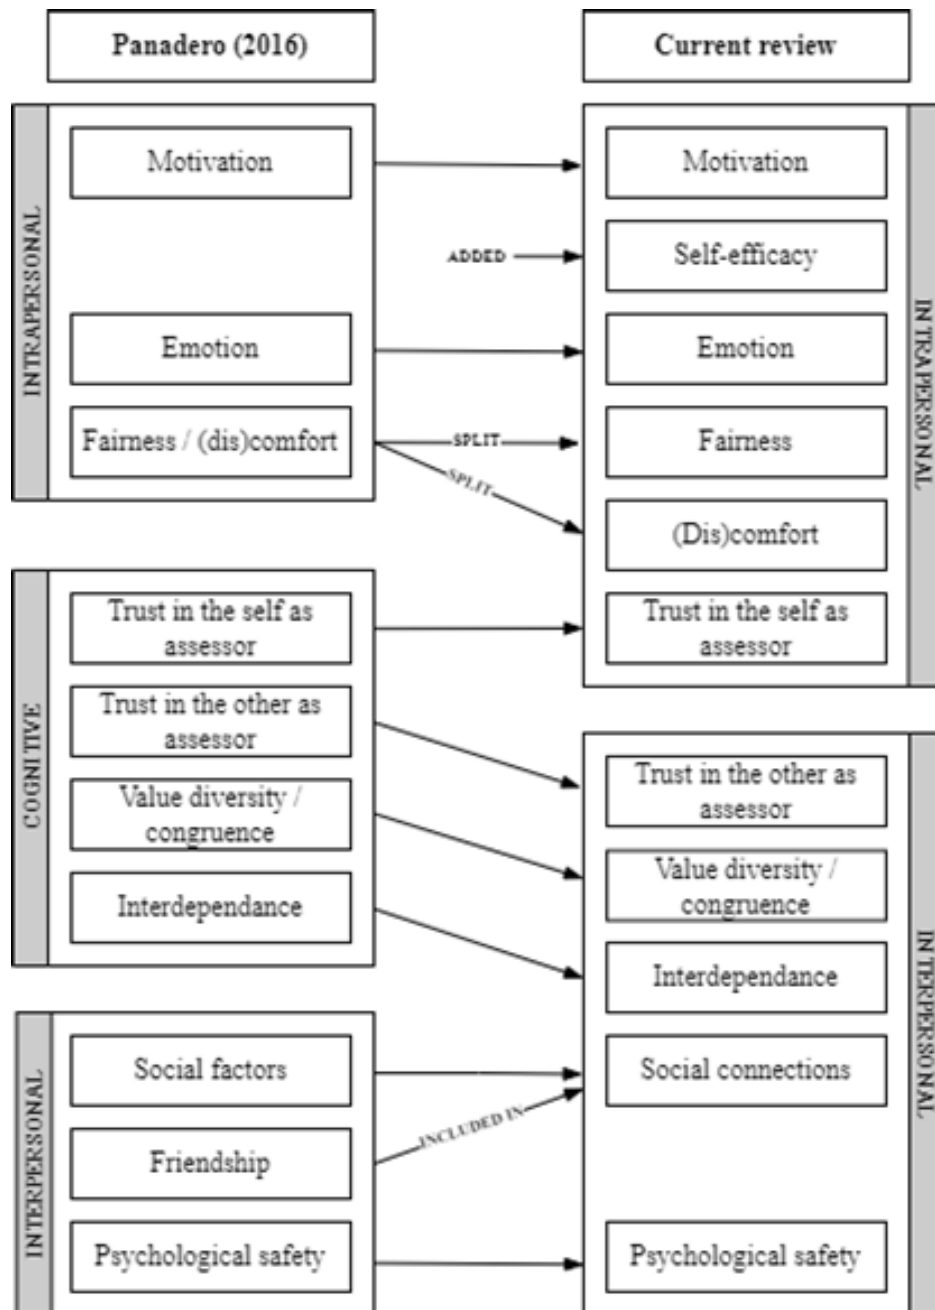 Panadero (2016)
Current review
INTRAPERSONAL
Motivation
Emotion
Fairness / (dis)comfort
ADDED
SPLIT
SPLIT
Motivation
Self-efficacy
Emotion
Fairness
(Dis)comfort
Trust in the self as
assessor
INTRAPERSONAL
COGNITIVE
Trust in the self as
assessor
Trust in the other as
assessor
Value diversity /
congruence
Interdependance
INTERPERSONAL
Social factors
Friendship
Psychological safety
INCLUDED IN
Trust in the other as
assessor
Value diversity /
congruence
Interdependance
Social connections
Psychological safety
INTERPERSONAL